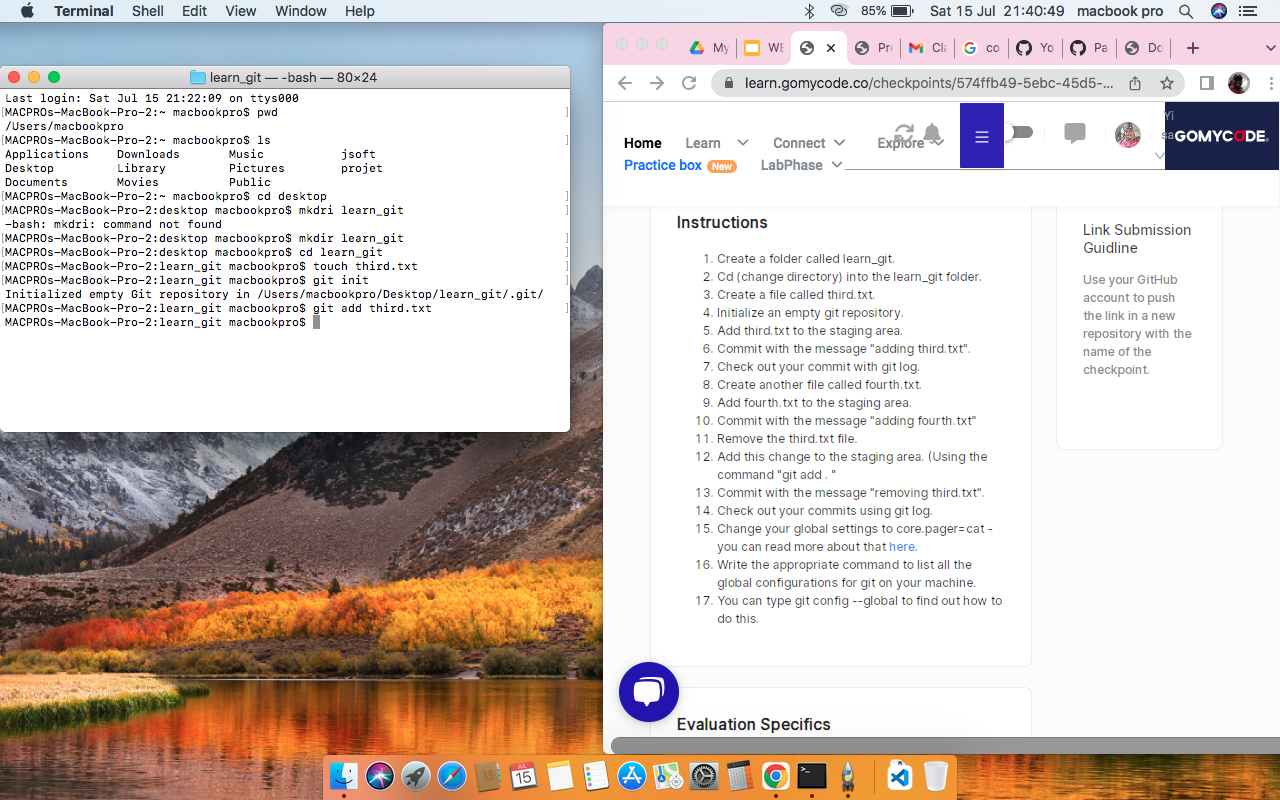 Terminal Shell Edit View Window Help 85% Sat 15 Jul 21:40:49 macbook pro
learn_git — -bash — 80×24
Last login: Sat Jul 15 21:22:09 on ttys000
[MACPROs-MacBook-Pro-2:~ macbookpro$ pwd ]
/Users/macbookpro
[MACPROs-MacBook-Pro-2:~ macbookpro$ ls ]
Applications Downloads Music jsoft
Desktop Library Pictures projet
Documents Movies Public
[MACPROs-MacBook-Pro-2:~ macbookpro$ cd desktop ]
[MACPROs-MacBook-Pro-2:desktop macbookpro$ mkdri learn_git ]
-bash: mkdri: command not found
[MACPROs-MacBook-Pro-2:desktop macbookpro$ mkdir learn_git ]
[MACPROs-MacBook-Pro-2:desktop macbookpro$ cd learn_git ]
[MACPROs-MacBook-Pro-2:learn_git macbookpro$ touch third.txt ]
[MACPROs-MacBook-Pro-2:learn_git macbookpro$ git init ]
Initialized empty Git repository in /Users/macbookpro/Desktop/learn_git/.git/
[MACPROs-MacBook-Pro-2:learn_git macbookpro$ git add third.txt ]
MACPROs-MacBook-Pro-2:learn_git macbookpro$
My WE Pr Cl co Yo Pa Do
learn.gomycode.co/checkpoints/574ffb49-5ebc-45d5-...
Home Learn Connect Explore
Yi
sa
GOMYCODE
Practice box New LabPhase
Instructions
1. Create a folder called learn_git.
2. Cd (change directory) into the learn_git folder.
3. Create a file called third.txt.
4. Initialize an empty git repository.
5. Add third.txt to the staging area.
6. Commit with the message "adding third.txt".
7. Check out your commit with git log.
8. Create another file called fourth.txt.
9. Add fourth.txt to the staging area.
10. Commit with the message "adding fourth.txt"
11. Remove the third.txt file.
12. Add this change to the staging area. (Using the
command "git add . "
13. Commit with the message "removing third.txt".
14. Check out your commits using git log.
15. Change your global settings to core.pager=cat -
you can read more about that here.
16. Write the appropriate command to list all the
global configurations for git on your machine.
17. You can type git config --global to find out how to
do this.
Link Submission
Guidline
Use your GitHub
account to push
the link in a new
repository with the
name of the
checkpoint.
Evaluation Specifics
JUL
15